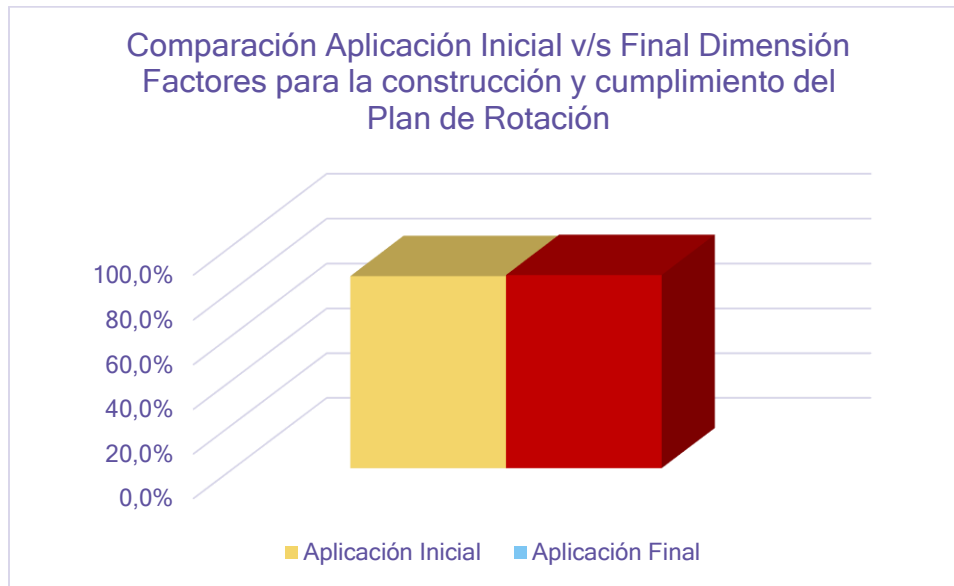 Comparación Aplicación Inicial v/s Final Dimensión
Factores para la construcción y cumplimiento del
Plan de Rotación
100,0%
80,0%
60,0%
40,0%
20,0%
0,0%
Aplicación Inicial
Aplicación Final